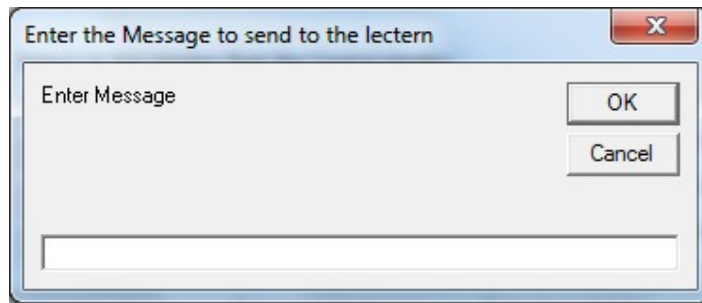 Enter the Message to send to the lectern
Enter Message
OK
Cancel